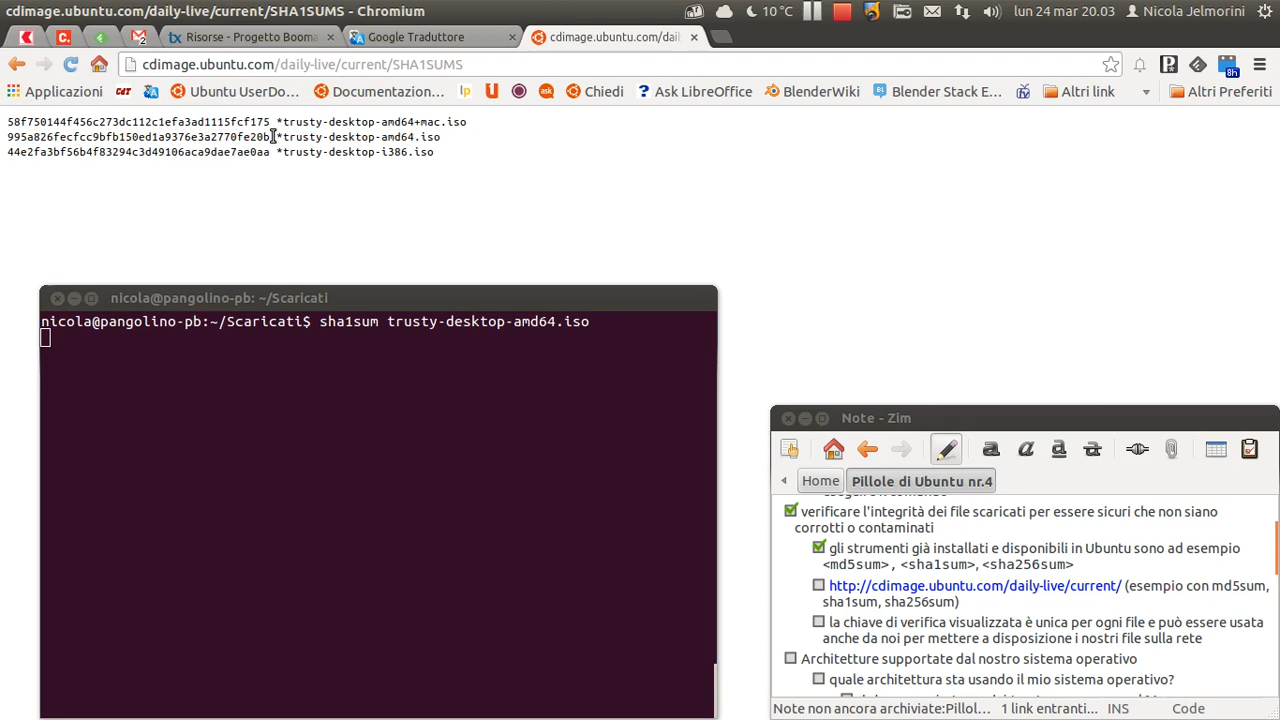 cdimage.ubuntu.com/daily-live/current/SHA1SUMS - Chromium
10 °C
lun 24 mar 20.03
Nicola Jelmorini
2
Risorse - Progetto Booma
Google Traduttore
cdimage.ubuntu.com/dail
cdimage.ubuntu.com/daily-live/current/SHA1SUMS
8h
Applicazioni
CAT
Ubuntu UserDo...
Documentazion...
lp
U
ask
Chiedi
Ask LibreOffice
BlenderWiki
Blender Stack E...
tv
Altri link
Altri Preferiti
58f750144f456c273dc112c1efa3ad1115fcf175 *trusty-desktop-amd64+mac.iso
995a826fecfcc9bfb150ed1a9376e3a2770fe20b *trusty-desktop-amd64.iso
44e2fa3bf56b4f83294c3d49106aca9dae7ae0aa *trusty-desktop-i386.iso
nicola@pangolino-pb: ~/Scaricati
nicola@pangolino-pb:~/Scaricati$ sha1sum trusty-desktop-amd64.iso
Note - Zim
Home
Pillole di Ubuntu nr.4
verificare l'integrità dei file scaricati per essere sicuri che non siano
corrotti o contaminati
gli strumenti già installati e disponibili in Ubuntu sono ad esempio
<md5sum>, <sha1sum>, <sha256sum>
http://cdimage.ubuntu.com/daily-live/current/ (esempio con md5sum,
sha1sum, sha256sum)
la chiave di verifica visualizzata è unica per ogni file e può essere usata
anche da noi per mettere a disposizione i nostri file sulla rete
Architetture supportate dal nostro sistema operativo
quale architettura sta usando il mio sistema operativo?
Note non ancora archiviate:Pillol...
1 link entranti...
INS
Code